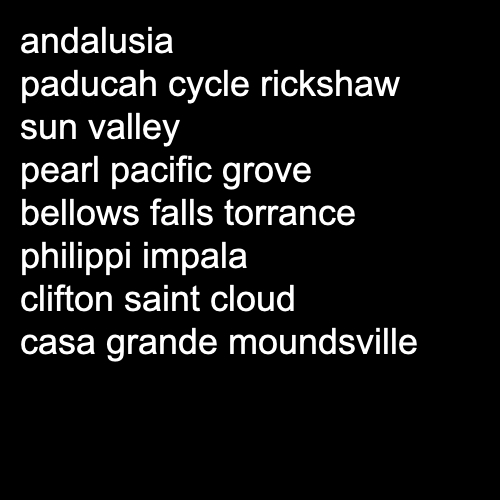 andalusia
paducah cycle rickshaw
sun valley
pearl pacific grove
bellows falls torrance
philippi impala
clifton saint cloud
casa grande moundsville